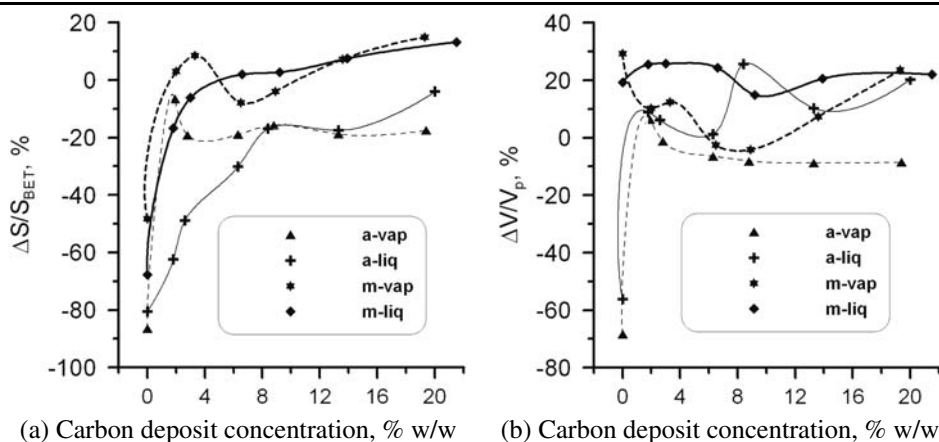 (a)
ΔS/S_BET, %
20
0
-20
-40
-60
-80
-100
a-vap
a-liq
m-vap
m-liq
0 4 8 12 16 20
(a) Carbon deposit concentration, % w/w
(b)
ΔV/V_p, %
80
60
40
20
0
-20
-40
-60
-80
a-vap
a-liq
m-vap
m-liq
0 4 8 12 16 20
(b) Carbon deposit concentration, % w/w